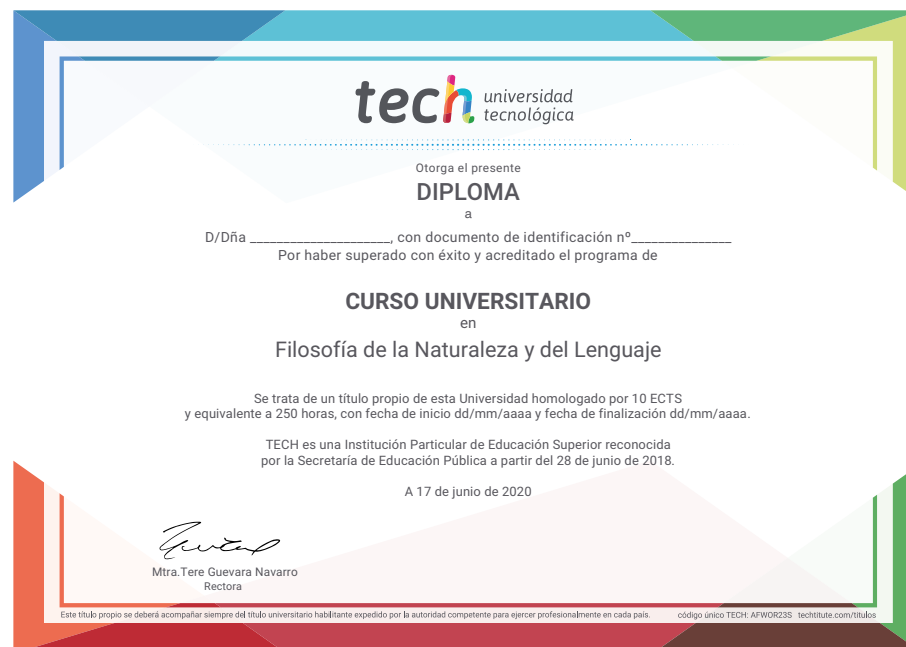 tech universidad
tecnológica
Otorga el presente
DIPLOMA
a
D/Dña _____________________, con documento de identificación nº_______________
Por haber superado con éxito y acreditado el programa de
CURSO UNIVERSITARIO
en
Filosofía de la Naturaleza y del Lenguaje
Se trata de un título propio de esta Universidad homologado por 10 ECTS
y equivalente a 250 horas, con fecha de inicio dd/mm/aaaa y fecha de finalización dd/mm/aaaa.
TECH es una Institución Particular de Educación Superior reconocida
por la Secretaría de Educación Pública a partir del 28 de junio de 2018.
A 17 de junio de 2020
Mtra.Tere Guevara Navarro
Rectora
Este título propio se deberá acompañar siempre del título universitario habilitante expedido por la autoridad competente para ejercer profesionalmente en cada país. código único TECH: AFWOR23S techtitute.com/titulos